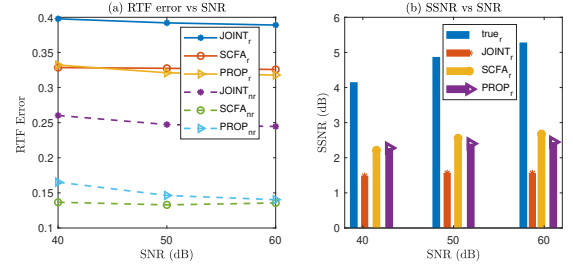 (a) RTF error vs SNR
0.4
0.35
0.3
0.25
0.2
0.15
0.1
RTF Error
JOINT_r
SCFA_r
PROP_r
JOINT_nr
SCFA_nr
PROP_nr
40
50
60
SNR (dB)
(b) SSNR vs SNR
6
5
4
3
2
1
0
SSNR (dB)
true_r
JOINT_r
SCFA_r
PROP_r
40
50
60
SNR (dB)